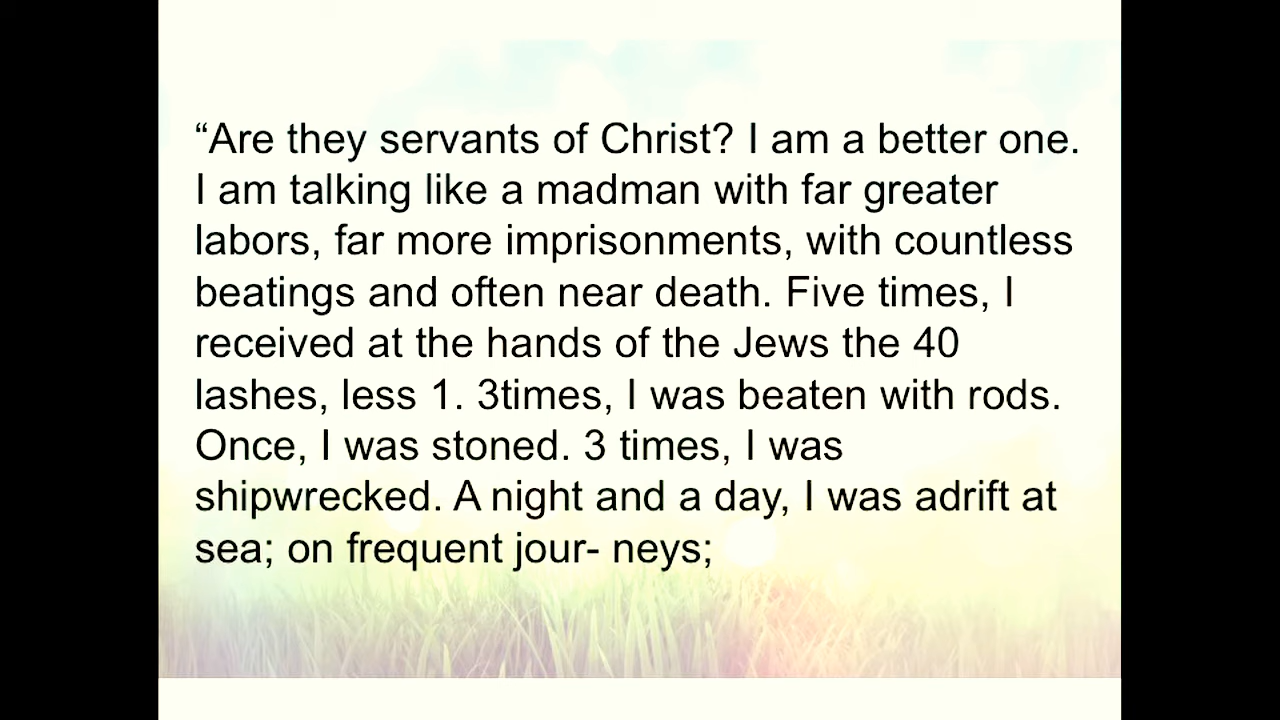 “Are they servants of Christ? I am a better one.
I am talking like a madman with far greater
labors, far more imprisonments, with countless
beatings and often near death. Five times, I
received at the hands of the Jews the 40
lashes, less 1. 3times, I was beaten with rods.
Once, I was stoned. 3 times, I was
shipwrecked. A night and a day, I was adrift at
sea; on frequent jour- neys;